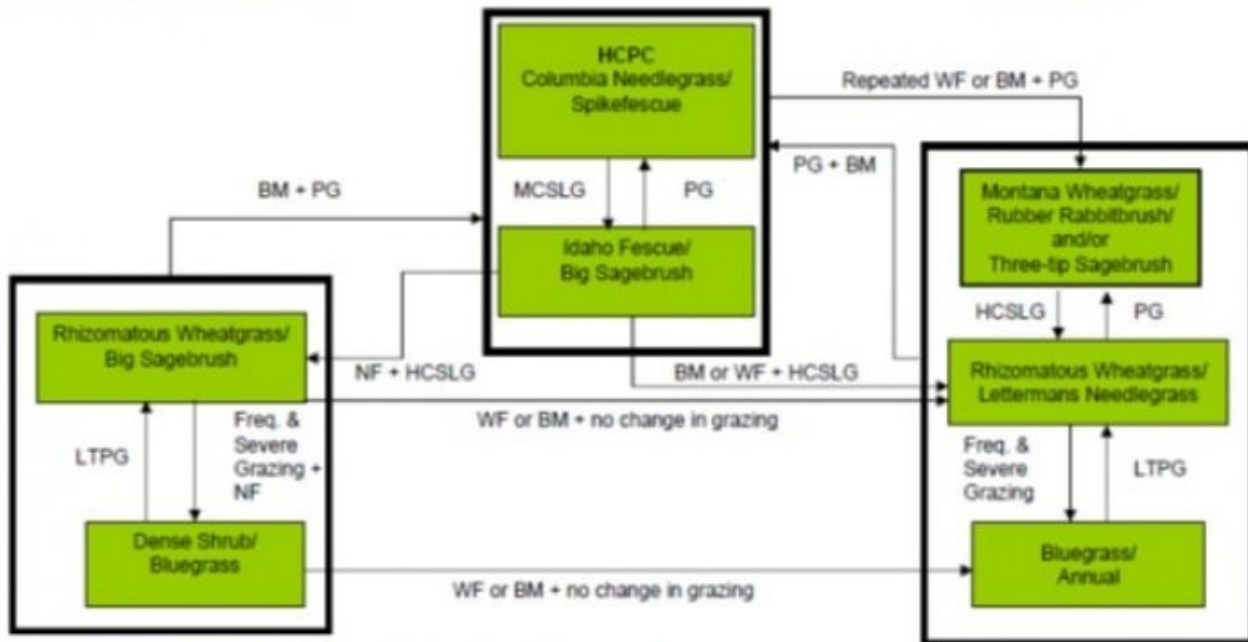 HCPC
Columbia Needlegrass/
Spikefescue
Repeated WF or BM + PG
PG + BM
MCSLG
PG
BM + PG
Montana Wheatgrass/
Rubber Rabbitbrush/
and/or
Three-tip Sagebrush
Idaho Fescue/
Big Sagebrush
HCSLG
PG
Rhizomatous Wheatgrass/
Big Sagebrush
NF + HCSLG
BM or WF + HCSLG
Rhizomatous Wheatgrass/
Lettermans Needlegrass
WF or BM + no change in grazing
LTPG
Freq. &
Severe
Grazing +
NF
Freq. &
Severe
Grazing
LTPG
Dense Shrub/
Bluegrass
Bluegrass/
Annual
WF or BM + no change in grazing